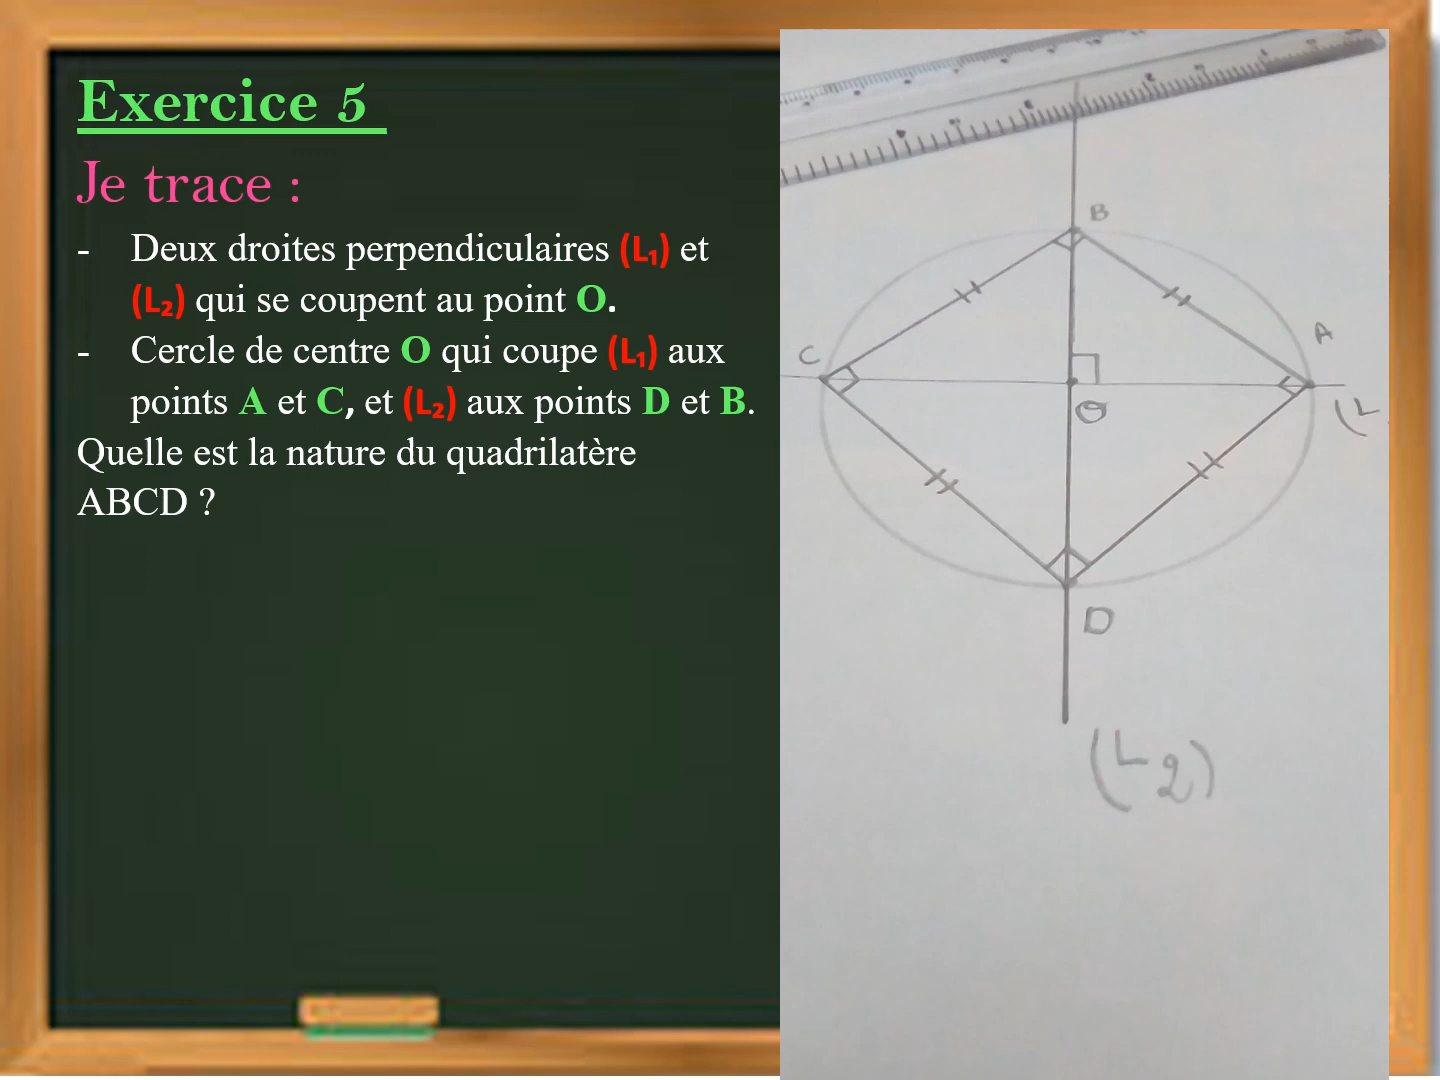 Exercice 5
Je trace :
- Deux droites perpendiculaires (L₁) et
(L₂) qui se coupent au point O.
- Cercle de centre O qui coupe (L₁) aux
points A et C, et (L₂) aux points D et B.
Quelle est la nature du quadrilatère
ABCD ?
B
A
C
O
(L
D
(L2)